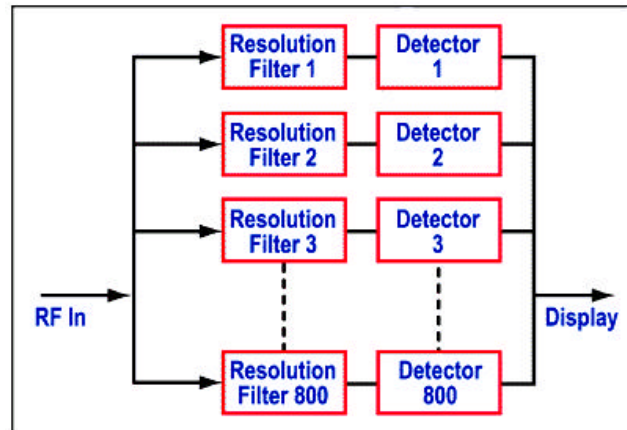 Resolution
Filter 1
Detector
1
Resolution
Filter 2
Detector
2
Resolution
Filter 3
Detector
3
RF In
Display
Resolution
Filter 800
Detector
800